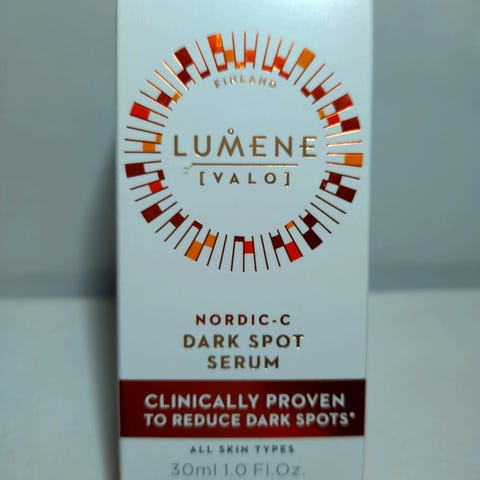 FINLAND
LUMENE
[VALO]
NORDIC-C
DARK SPOT
SERUM
CLINICALLY PROVEN
TO REDUCE DARK SPOTS*
ALL SKIN TYPES
30ml 1.0 Fl.Oz.